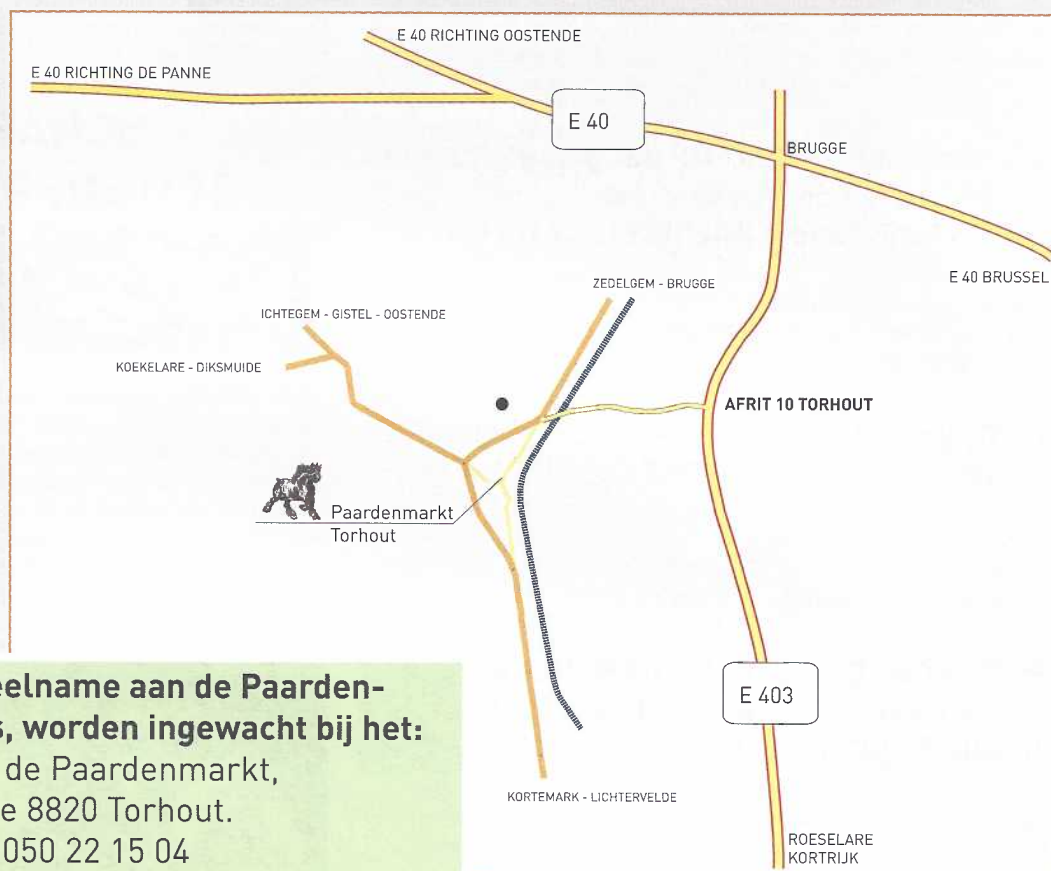 E 40 RICHTING OOSTENDE
E 40 RICHTING DE PANNE
E 40
BRUGGE
E 40 BRUSSEL
ZEDELGEM - BRUGGE
ICHTEGEM - GISTEL - OOSTENDE
KOEKELARE - DIKSMUIDE
AFRIT 10 TORHOUT
Paardenmarkt
Torhout
E 403
KORTEMARK - LICHTERVELDE
ROESELARE
KORTRIJK
eelname aan de Paarden-
s, worden ingewacht bij het:
de Paardenmarkt,
e 8820 Torhout.
050 22 15 04